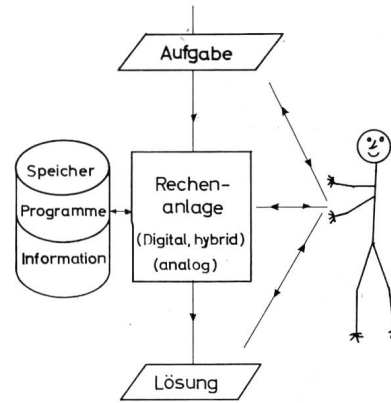 Aufgabe
Speicher
Programme
Information
Rechen-
anlage
(Digital, hybrid)
(analog)
Lösung